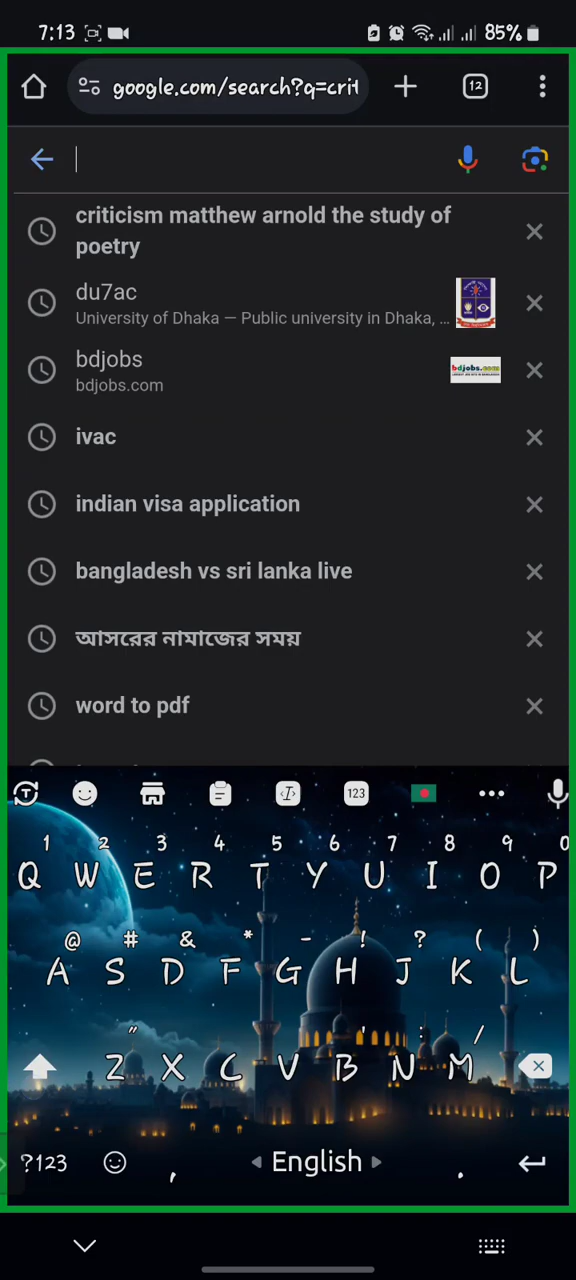 7:13
85%
google.com/search?q=crit
12
criticism matthew arnold the study of
poetry
du7ac
University of Dhaka — Public university in Dhaka, ...
bdjobs
bdjobs.com
bdjobs.com
ivac
indian visa application
bangladesh vs sri lanka live
আসরের নামাজের সময়
word to pdf
123
1 2 3 4 5 6 7 8 9 0
Q W E R T Y U I O P
@ # & * - ! ? ( )
A S D F G H J K L
" ' : ; /
Z X C V B N M
?123 , English .